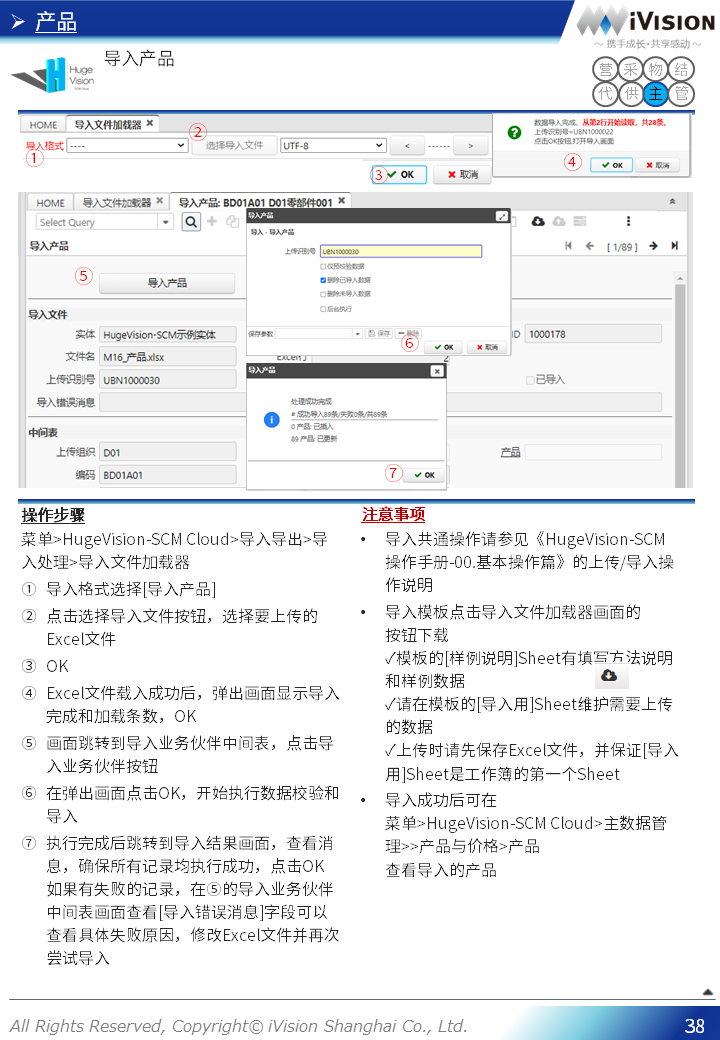 ➢ 产品
iVISION
～ 携手成长·共享感动 ～
Huge
Vision
导入产品
营 采 物 结
代 供 主 管
HOME 导入文件加载器 ✖
导入格式 ---- ② 选择导入文件 UTF-8 < ------ >
①
③ OK ✖ 取消
数据导入完成。从第2行开始读取，共28条。
上传识别号=UBN1000022
点击OK按钮,打开导入画面
④ OK ✖ 取消
HOME 导入文件加载器 ✖ 导入产品: BD01A01 D01零部件001 ✖
Select Query
导入产品
[ 1/89 ]
⑤ 导入产品
导入产品
导入 - 导入产品
上传识别号 UBN1000030
仅预校验数据
删除已导入数据
删除未导入数据
后台执行
保存参数 保存 删除
⑥ OK ✖ 取消
导入文件
实体 HugeVision-SCM示例实体
ID 1000178
文件名 M16_产品.xlsx
Excel行 2
上传识别号 UBN1000030
已导入
导入错误消息
中间表
上传组织 D01
产品
编码 BD01A01
导入产品
处理成功完成
# 成功导入89条/失败0条/共89条
0 产品: 已插入
89 产品: 已更新
⑦ OK
操作步骤
菜单>HugeVision-SCM Cloud>导入导出>导
入处理>导入文件加载器
① 导入格式选择[导入产品]
② 点击选择导入文件按钮，选择要上传的
Excel文件
③ OK
④ Excel文件载入成功后，弹出画面显示导入
完成和加载条数，OK
⑤ 画面跳转到导入业务伙伴中间表，点击导
入业务伙伴按钮
⑥ 在弹出画面点击OK，开始执行数据校验和
导入
⑦ 执行完成后跳转到导入结果画面，查看消
息，确保所有记录均执行成功，点击OK
如果有失败的记录，在⑤的导入业务伙伴
中间表画面查看[导入错误消息]字段可以
查看具体失败原因，修改Excel文件并再次
尝试导入
注意事项
• 导入共通操作请参见《HugeVision-SCM
操作手册-00.基本操作篇》的上传/导入操
作说明
• 导入模板点击导入文件加载器画面的
按钮下载
✓模板的[样例说明]Sheet有填写方法说明
和样例数据
✓请在模板的[导入用]Sheet维护需要上传
的数据
✓上传时请先保存Excel文件，并保证[导入
用]Sheet是工作簿的第一个Sheet
• 导入成功后可在
菜单>HugeVision-SCM Cloud>主数据管
理>>产品与价格>产品
查看导入的产品
All Rights Reserved, Copyright© iVision Shanghai Co., Ltd.
38